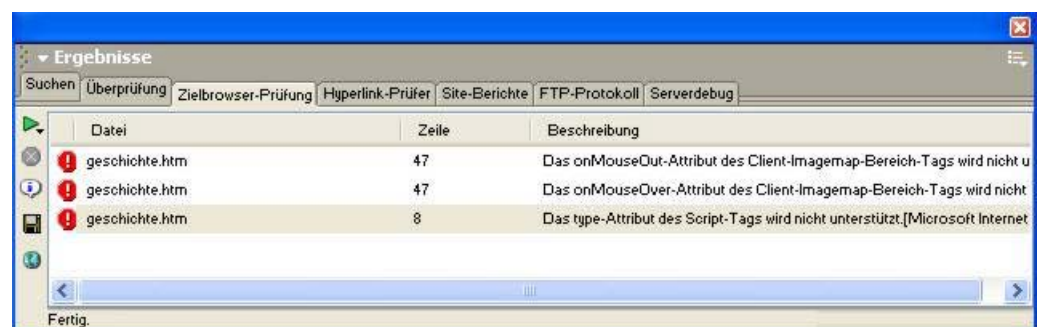 Ergebnisse
Suchen Überprüfung Zielbrowser-Prüfung Hyperlink-Prüfer Site-Berichte FTP-Protokoll Serverdebug
Datei Zeile Beschreibung
geschichte.htm 47 Das onMouseOut-Attribut des Client-Imagemap-Bereich-Tags wird nicht u
geschichte.htm 47 Das onMouseOver-Attribut des Client-Imagemap-Bereich-Tags wird nicht
geschichte.htm 8 Das type-Attribut des Script-Tags wird nicht unterstützt.[Microsoft Internet
Fertig.